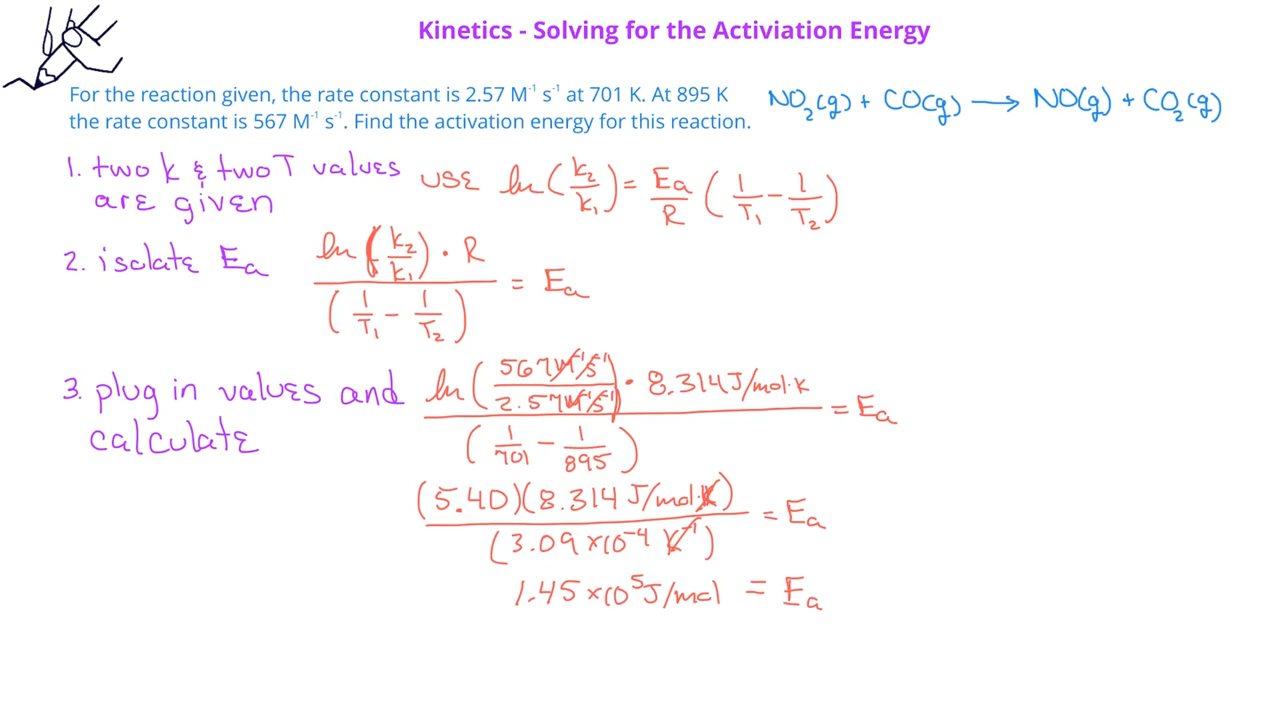 Kinetics - Solving for the Activiation Energy
For the reaction given, the rate constant is 2.57 M⁻¹ s⁻¹ at 701 K. At 895 K
the rate constant is 567 M⁻¹ s⁻¹. Find the activation energy for this reaction.
NO₂(g) + CO(g) → NO(g) + CO₂(g)
1. two k & two T values
are given
USE ln(k₂/k₁) = Ea/R (1/T₁ - 1/T₂)
2. isolate Ea
ln(k₂/k₁) · R / (1/T₁ - 1/T₂) = Ea
3. plug in values and
calculate
ln(567 M⁻¹s⁻¹/2.57 M⁻¹s⁻¹) · 8.314 J/mol·K / (1/701 - 1/895) = Ea
(5.40)(8.314 J/mol·K) / (3.09 ×10⁻⁴ K⁻¹) = Ea
1.45 ×10⁵ J/mol = Ea